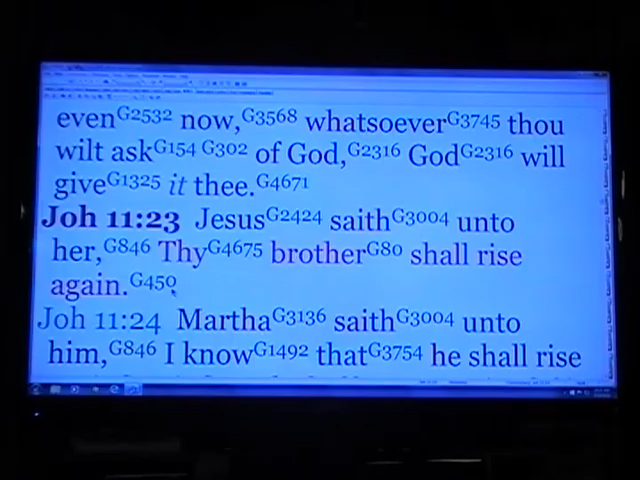 even G2532 now, G3568 whatsoever G3745 thou
wilt ask G154 G302 of God, G2316 God G2316 will
give G1325 it thee. G4671
Joh 11:23 Jesus G2424 saith G3004 unto
her, G846 Thy G4675 brother G80 shall rise
again. G450
Joh 11:24 Martha G3136 saith G3004 unto
him, G846 I know G1492 that G3754 he shall rise